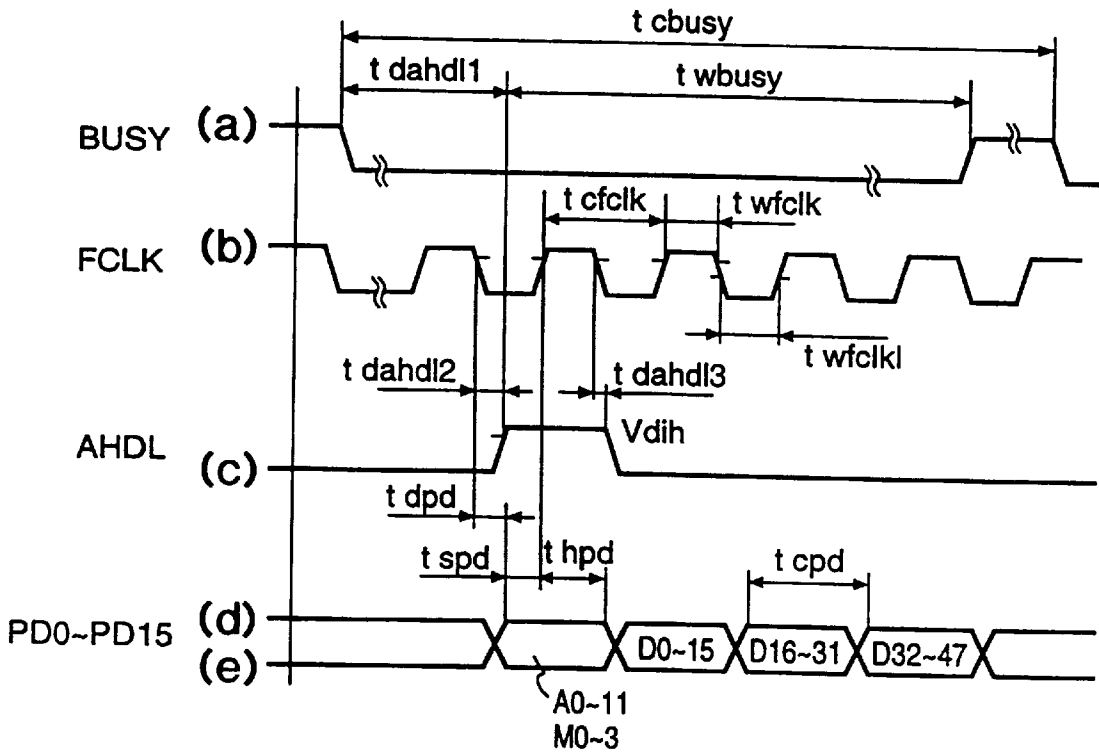 t cbusy
t dahdl1
t wbusy
BUSY (a)
t cfclk
t wfclk
FCLK (b)
t wfclkl
t dahdl2
t dahdl3
AHDL
Vdih
(c)
t dpd
t spd
t hpd
t cpd
PD0~PD15
(d)
(e)
D0~15
D16~31
D32~47
A0~11
M0~3